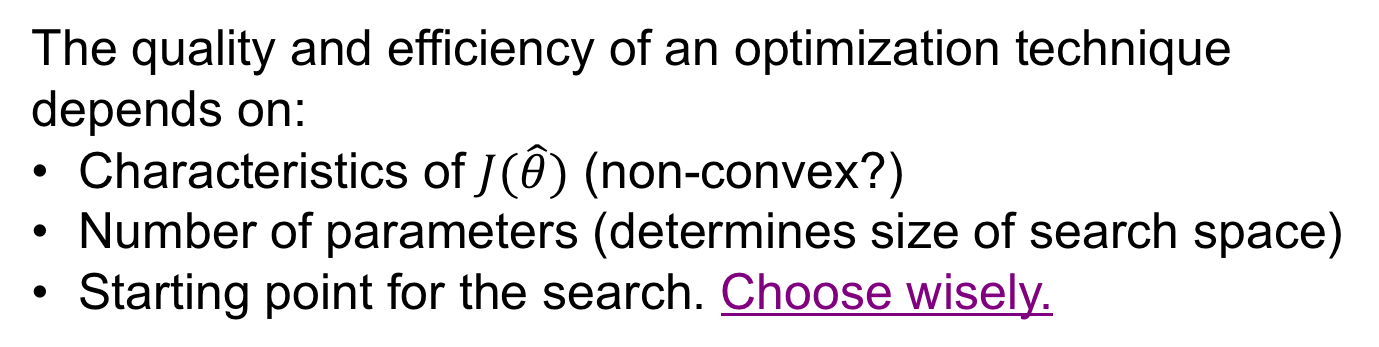 The quality and efficiency of an optimization technique
depends on:
• Characteristics of J(θ̂) (non-convex?)
• Number of parameters (determines size of search space)
• Starting point for the search. Choose wisely.